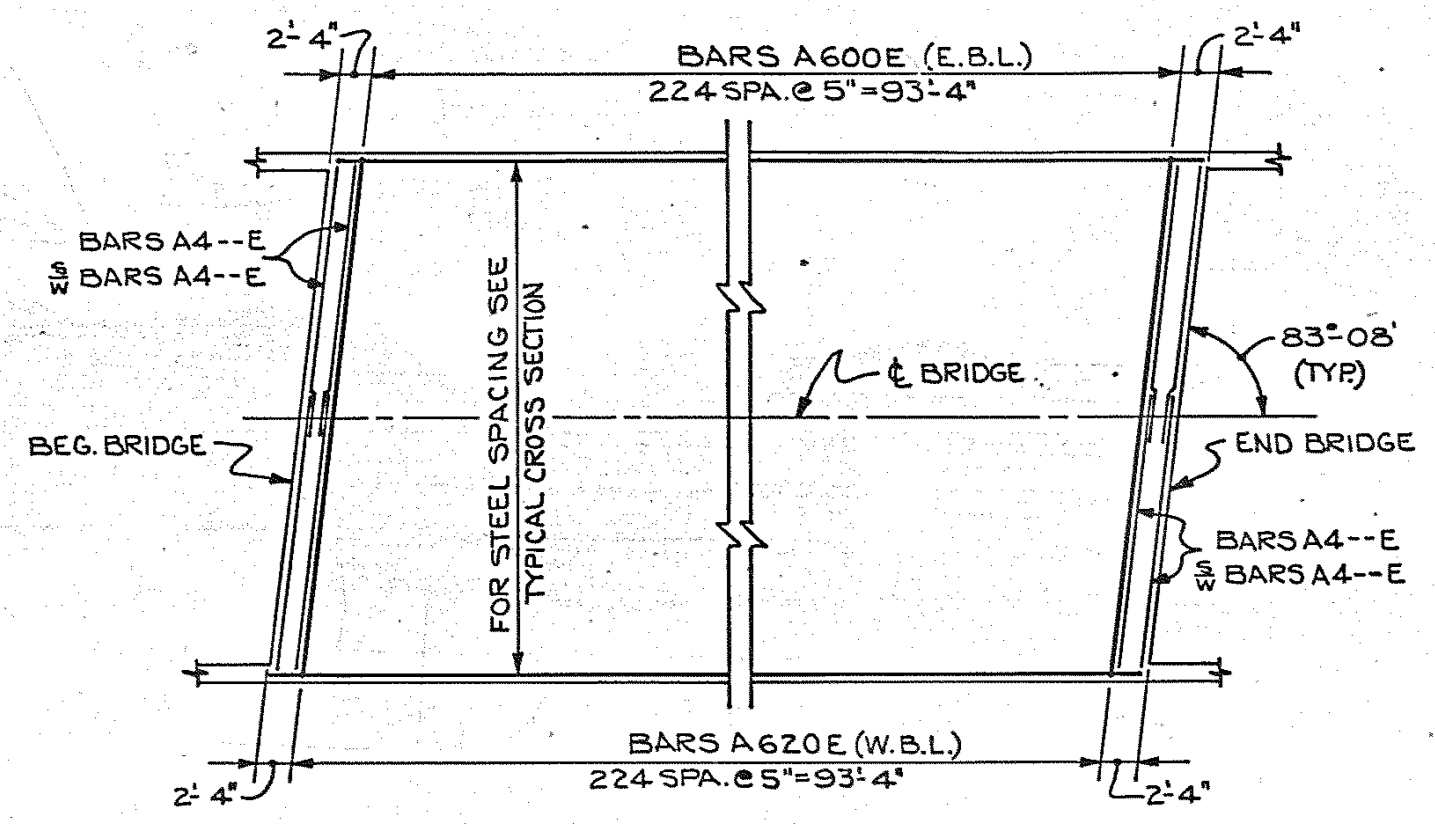 2'-4"
BARS A600E (E.B.L.)
224 SPA. @ 5"=93'-4"
2'-4"
BARS A4--E
S/W BARS A4--E
FOR STEEL SPACING SEE
TYPICAL CROSS SECTION
83°-08'
(TYP.)
℄ BRIDGE
BEG. BRIDGE
END BRIDGE
BARS A4--E
S/W BARS A4--E
BARS A620E (W.B.L.)
224 SPA. @ 5"=93'-4"
2'-4"
2'-4"